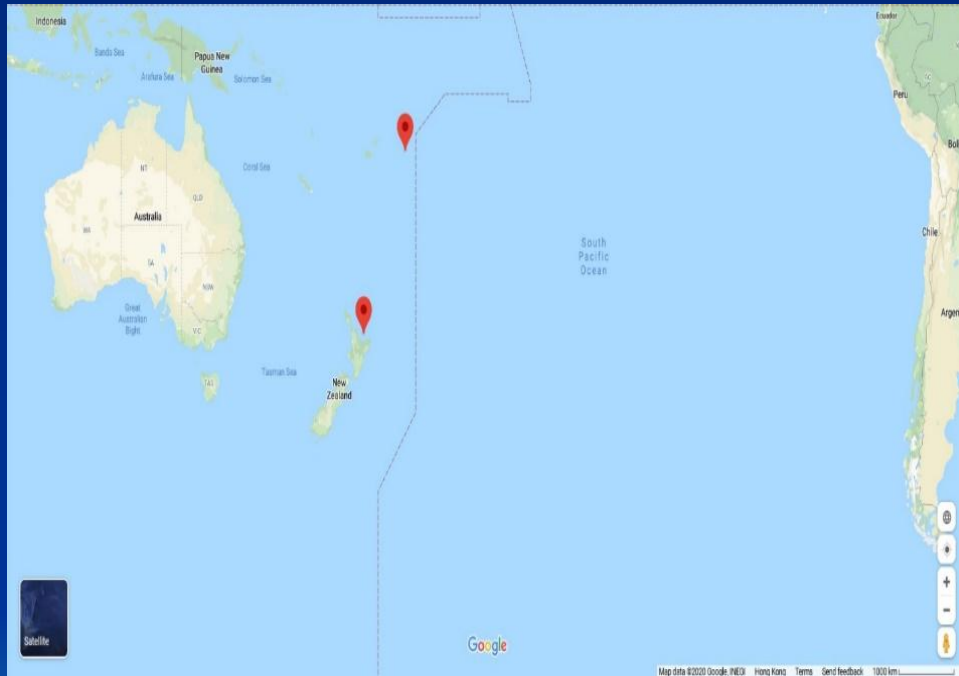 Indonesia
Ecuador
Banda Sea
Papua New
Guinea
Arafura Sea
Solomon Sea
Peru
Bol
Coral Sea
NT
QLD
Australia
WA
SA
NSW
Chile
South
Pacific
Ocean
Great
Australian
Bight
VIC
Argen
Tasman Sea
TAS
New
Zealand
Satellite
Google
Map data ©2020 Google, INEGI Hong Kong Terms Send feedback 1000 km